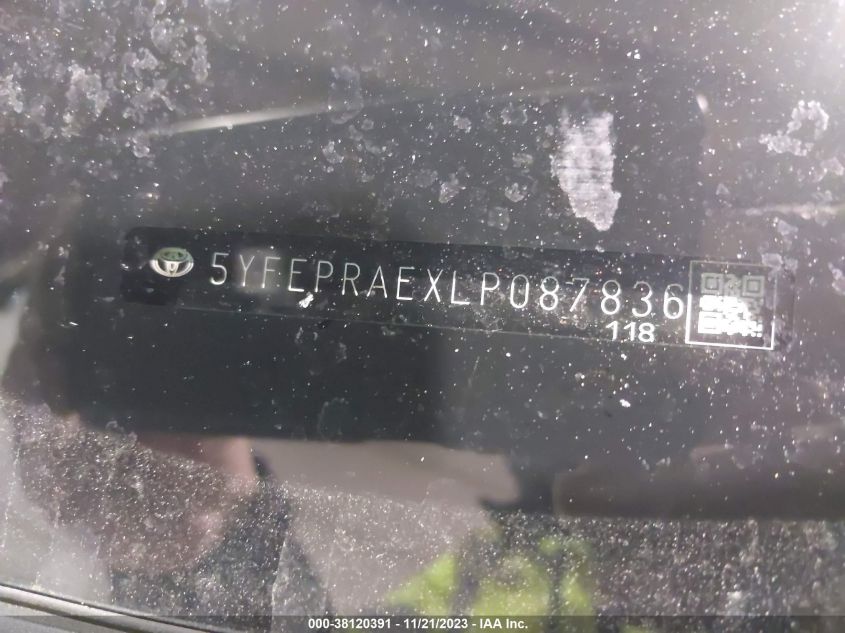 5YFEPRAEXLP087836
118
000-38120391 - 11/21/2023 - IAA Inc.